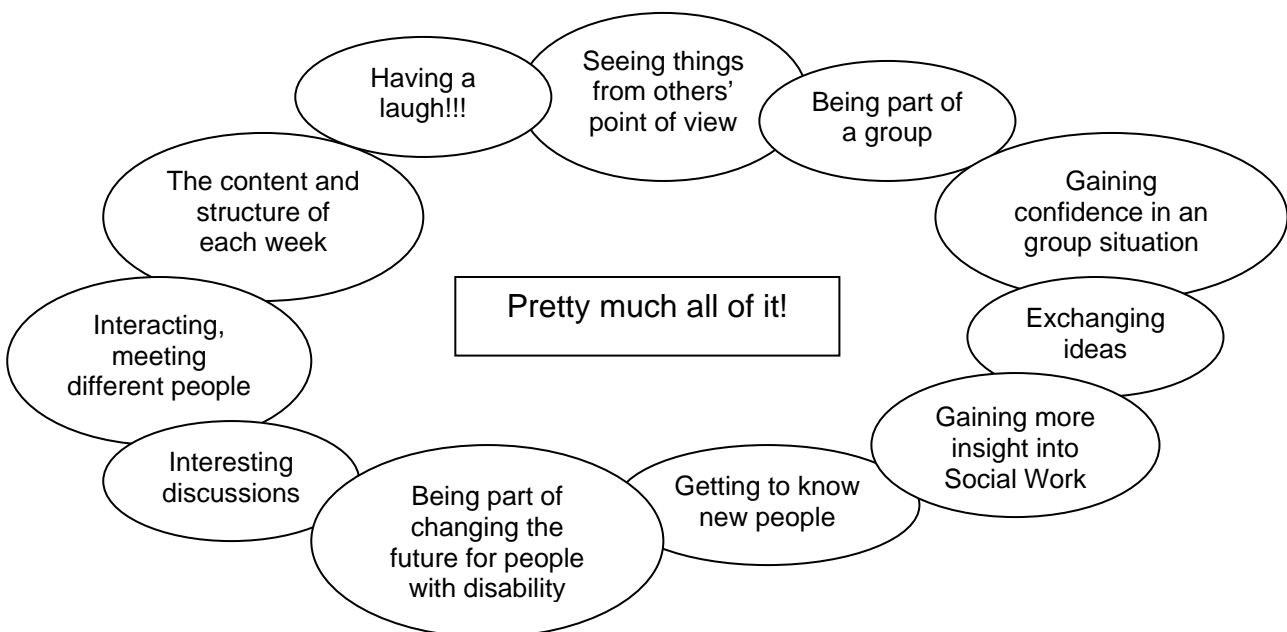 Having a
laugh!!!
Seeing things
from others’
point of view
Being part of
a group
The content and
structure of
each week
Gaining
confidence in an
group situation
Pretty much all of it!
Interacting,
meeting
different people
Exchanging
ideas
Gaining more
insight into
Social Work
Interesting
discussions
Being part of
changing the
future for people
with disability
Getting to know
new people